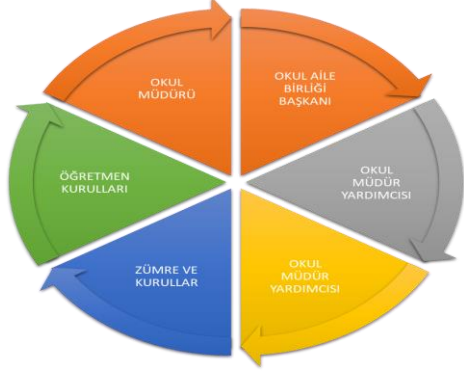 OKUL
MÜDÜRÜ
OKUL AİLE
BİRLİĞİ
BAŞKANI
OKUL
MÜDÜR
YARDIMCISI
OKUL
MÜDÜR
YARDIMCISI
ZÜMRE VE
KURULLAR
ÖĞRETMEN
KURULLARI